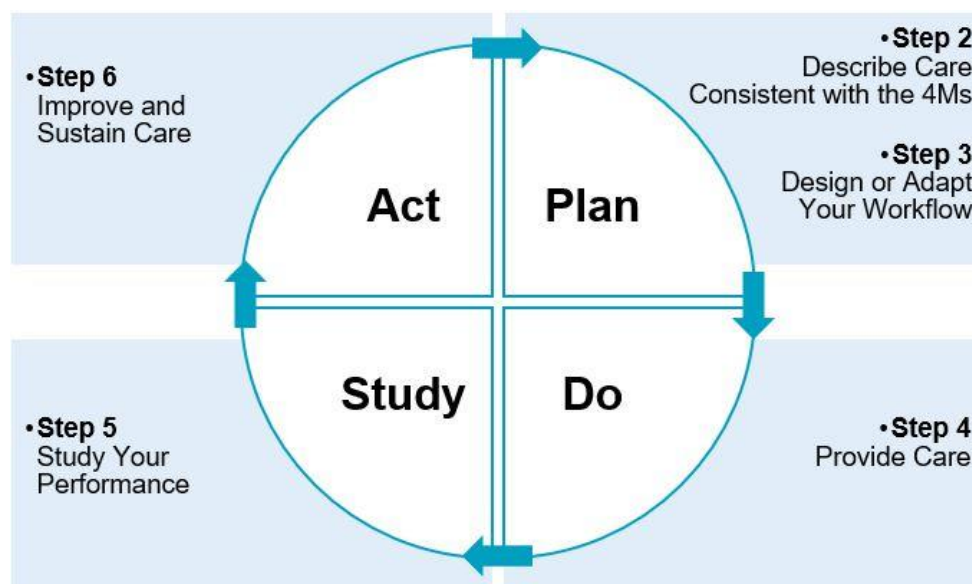 •Step 6
Improve and
Sustain Care
•Step 2
Describe Care
Consistent with the 4Ms
•Step 3
Design or Adapt
Your Workflow
Act
Plan
Study
Do
•Step 5
Study Your
Performance
•Step 4
Provide Care